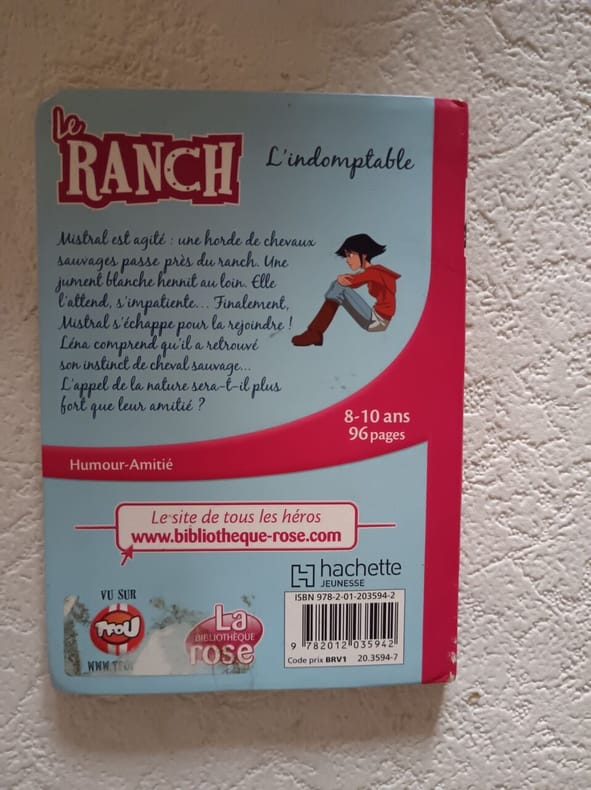 Le
RANCH
L'indomptable
Mistral est agité : une horde de chevaux
sauvages passe près du ranch. Une
jument blanche hennit au loin. Elle
l'attend, s'impatiente... Finalement,
Mistral s'échappe pour la rejoindre !
Léna comprend qu'il a retrouvé
son instinct de cheval sauvage...
L'appel de la nature sera-t-il plus
fort que leur amitié ?
8-10 ans
96 pages
Humour-Amitié
Le site de tous les héros
www.bibliotheque-rose.com
hachette
JEUNESSE
ISBN 978-2-01-203594-2
9 782012 035942
Code prix BRV1 20.3594-7
VU SUR
TFOU
La
BIBLIOTHÈQUE
rose